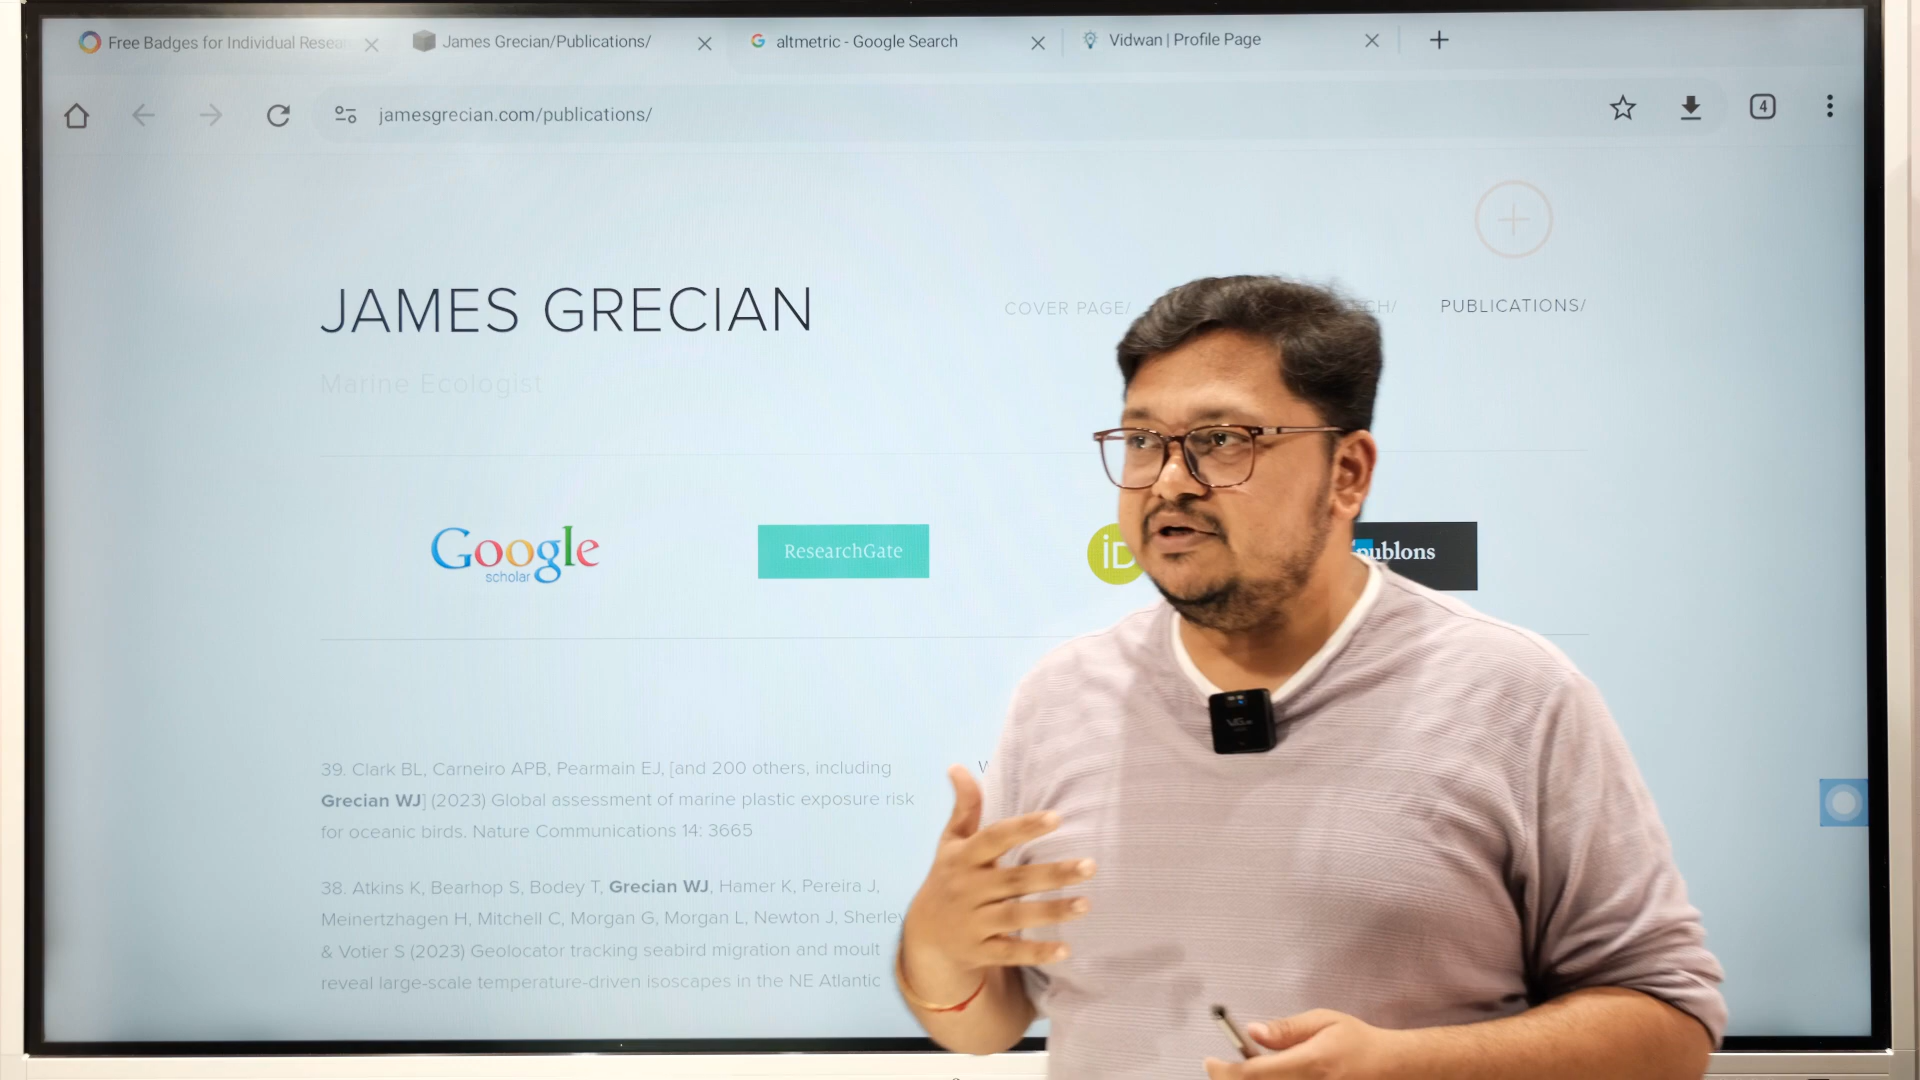 Free Badges for Individual Resear
James Grecian/Publications/
altmetric - Google Search
Vidwan | Profile Page
jamesgrecian.com/publications/
4
JAMES GRECIAN
COVER PAGE/
CH/
PUBLICATIONS/
Marine Ecologist
Google
scholar
ResearchGate
iD
publons
39. Clark BL, Carneiro APB, Pearmain EJ, [and 200 others, including
Grecian WJ] (2023) Global assessment of marine plastic exposure risk
for oceanic birds. Nature Communications 14: 3665
38. Atkins K, Bearhop S, Bodey T, Grecian WJ, Hamer K, Pereira J,
Meinertzhagen H, Mitchell C, Morgan G, Morgan L, Newton J, Sherley
& Votier S (2023) Geolocator tracking seabird migration and moult
reveal large-scale temperature-driven isoscapes in the NE Atlantic